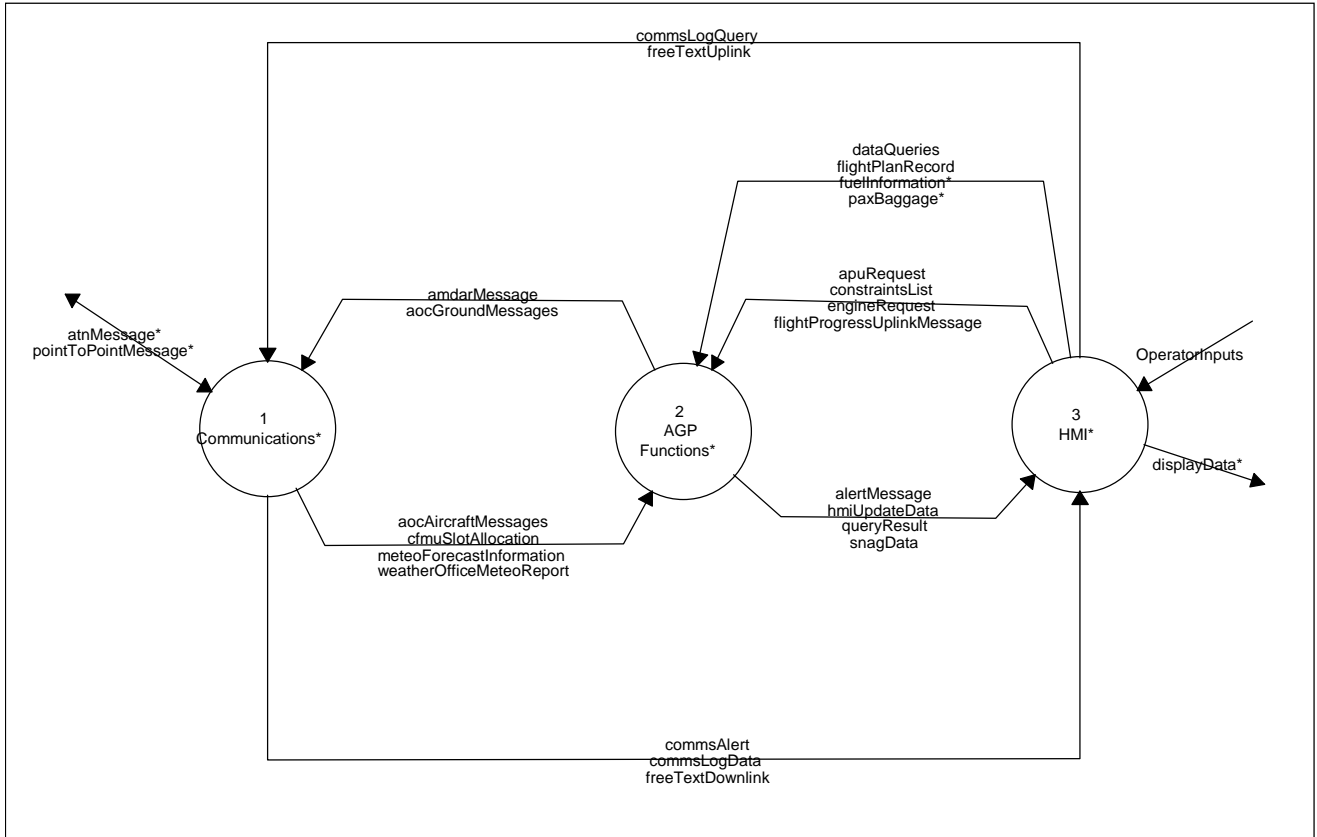 commsLogQuery
freeTextUplink
dataQueries
flightPlanRecord
fuelInformation*
paxBaggage*
apuRequest
constraintsList
engineRequest
flightProgressUplinkMessage
amdarMessage
aocGroundMessages
atnMessage*
pointToPointMessage*
OperatorInputs
1
Communications*
2
AGP
Functions*
3
HMI*
displayData*
alertMessage
hmiUpdateData
queryResult
snagData
aocAircraftMessages
cfmuSlotAllocation
meteoForecastInformation
weatherOfficeMeteoReport
commsAlert
commsLogData
freeTextDownlink